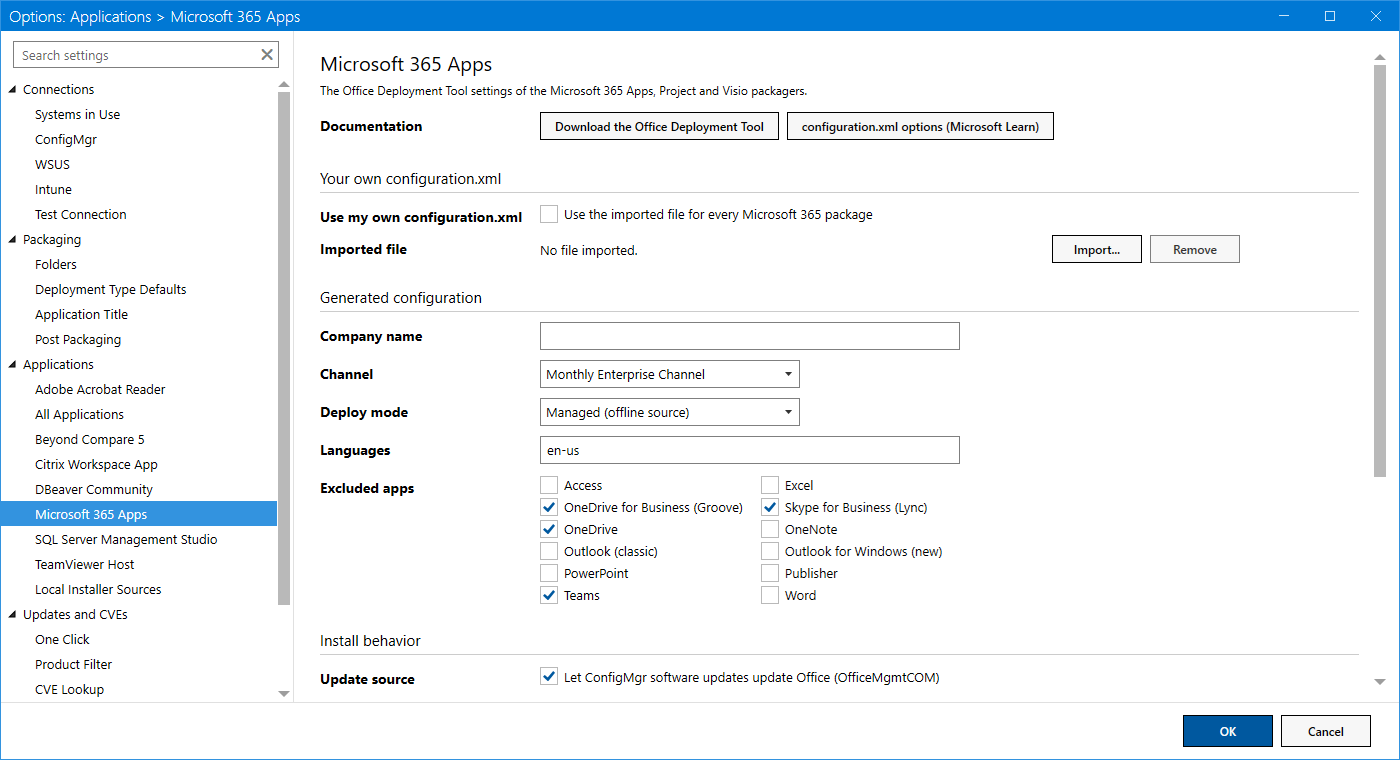 Options: Applications > Microsoft 365 Apps
Search settings
Connections
Systems in Use
ConfigMgr
WSUS
Intune
Test Connection
Packaging
Folders
Deployment Type Defaults
Application Title
Post Packaging
Applications
Adobe Acrobat Reader
All Applications
Beyond Compare 5
Citrix Workspace App
DBeaver Community
Microsoft 365 Apps
SQL Server Management Studio
TeamViewer Host
Local Installer Sources
Updates and CVEs
One Click
Product Filter
CVE Lookup
Microsoft 365 Apps
The Office Deployment Tool settings of the Microsoft 365 Apps, Project and Visio packagers.
Documentation Download the Office Deployment Tool configuration.xml options (Microsoft Learn)
Your own configuration.xml
Use my own configuration.xml Use the imported file for every Microsoft 365 package
Imported file No file imported. Import... Remove
Generated configuration
Company name
Channel Monthly Enterprise Channel
Deploy mode Managed (offline source)
Languages en-us
Excluded apps Access Excel
OneDrive for Business (Groove) Skype for Business (Lync)
OneDrive OneNote
Outlook (classic) Outlook for Windows (new)
PowerPoint Publisher
Teams Word
Install behavior
Update source Let ConfigMgr software updates update Office (OfficeMgmtCOM)
OK Cancel